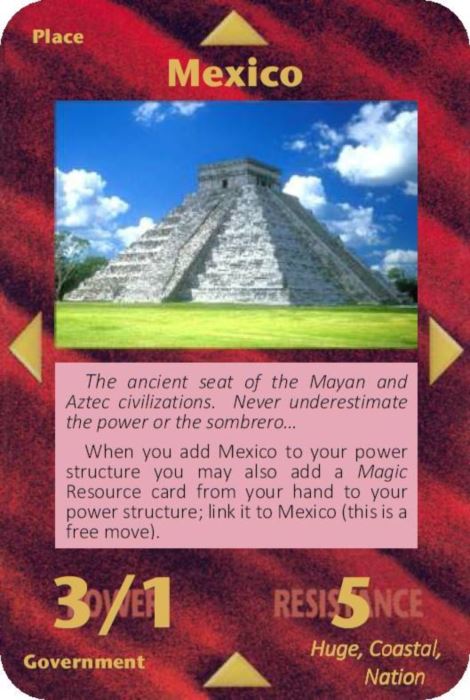 Place
Mexico
The ancient seat of the Mayan and
Aztec civilizations. Never underestimate
the power or the sombrero...
When you add Mexico to your power
structure you may also add a Magic
Resource card from your hand to your
power structure; link it to Mexico (this is a
free move).
POWER
3/1
RESISTANCE
5
Huge, Coastal,
Government
Nation